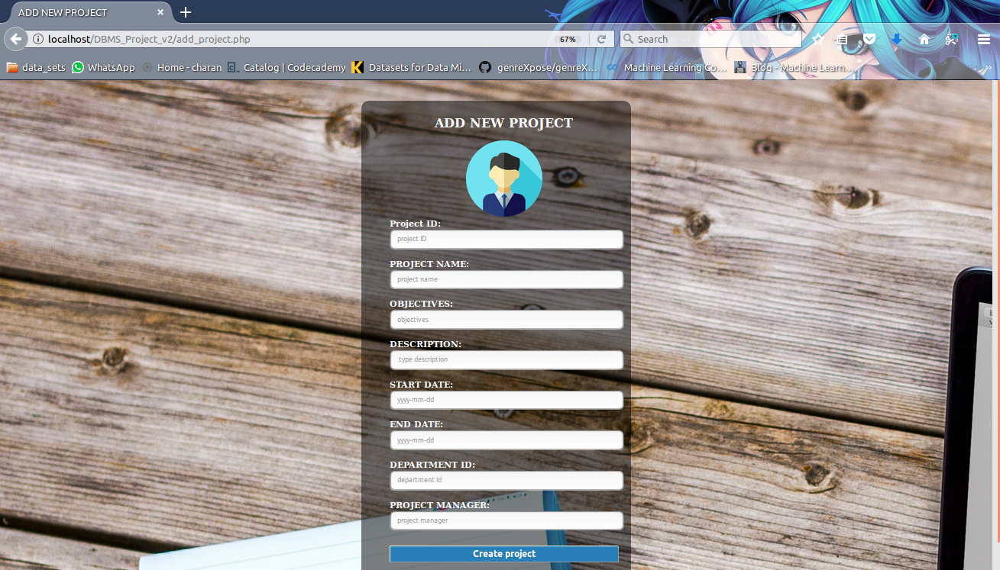 ADD NEW PROJECT
localhost/DBMS_Project_v2/add_project.php
67%
Search
data_sets
WhatsApp
Home - charan
Catalog | Codecademy
Datasets for Data Mi...
genreXpose/genreX...
Machine Learning Co...
Blog - Machine Learn...
ADD NEW PROJECT
Project ID:
project ID
PROJECT NAME:
project name
OBJECTIVES:
objectives
DESCRIPTION:
type description
START DATE:
yyyy-mm-dd
END DATE:
yyyy-mm-dd
DEPARTMENT ID:
department id
PROJECT MANAGER:
project manager
Create project